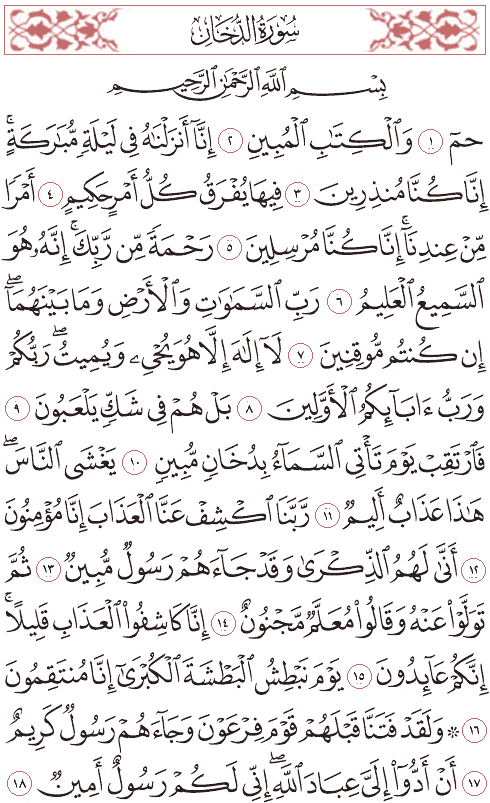 سُورَةُ الدُّخَانِ
بِسْمِ ٱللَّهِ ٱلرَّحْمَٰنِ ٱلرَّحِيمِ
حمٓ ١ وَٱلْكِتَٰبِ ٱلْمُبِينِ ٢ إِنَّآ أَنزَلْنَٰهُ فِى لَيْلَةٍ مُّبَٰرَكَةٍ ۚ
إِنَّا كُنَّا مُنذِرِينَ ٣ فِيهَا يُفْرَقُ كُلُّ أَمْرٍ حَكِيمٍ ٤ أَمْرًا
مِّنْ عِندِنَآ ۚ إِنَّا كُنَّا مُرْسِلِينَ ٥ رَحْمَةً مِّن رَّبِّكَ ۚ إِنَّهُۥ هُوَ
ٱلسَّمِيعُ ٱلْعَلِيمُ ٦ رَبِّ ٱلسَّمَٰوَٰتِ وَٱلْأَرْضِ وَمَا بَيْنَهُمَآ ۖ
إِن كُنتُم مُّوقِنِينَ ٧ لَآ إِلَٰهَ إِلَّا هُوَ يُحْىِۦ وَيُمِيتُ ۖ رَبُّكُمْ
وَرَبُّ ءَابَآئِكُمُ ٱلْأَوَّلِينَ ٨ بَلْ هُمْ فِى شَكٍّ يَلْعَبُونَ ٩
فَٱرْتَقِبْ يَوْمَ تَأْتِى ٱلسَّمَآءُ بِدُخَانٍ مُّبِينٍ ١٠ يَغْشَى ٱلنَّاسَ ۖ
هَٰذَا عَذَابٌ أَلِيمٌ ١١ رَّبَّنَا ٱكْشِفْ عَنَّا ٱلْعَذَابَ إِنَّا مُؤْمِنُونَ
١٢ أَنَّىٰ لَهُمُ ٱلذِّكْرَىٰ وَقَدْ جَآءَهُمْ رَسُولٌ مُّبِينٌ ١٣ ثُمَّ
تَوَلَّوْا۟ عَنْهُ وَقَالُوا۟ مُعَلَّمٌ مَّجْنُونٌ ١٤ إِنَّا كَاشِفُوا۟ ٱلْعَذَابِ قَلِيلًا ۚ
إِنَّكُمْ عَآئِدُونَ ١٥ يَوْمَ نَبْطِشُ ٱلْبَطْشَةَ ٱلْكُبْرَىٰٓ إِنَّا مُنتَقِمُونَ
١٦ ۞ وَلَقَدْ فَتَنَّا قَبْلَهُمْ قَوْمَ فِرْعَوْنَ وَجَآءَهُمْ رَسُولٌ كَرِيمٌ
١٧ أَنْ أَدُّوٓا۟ إِلَىَّ عِبَادَ ٱللَّهِ ۖ إِنِّى لَكُمْ رَسُولٌ أَمِينٌ ١٨